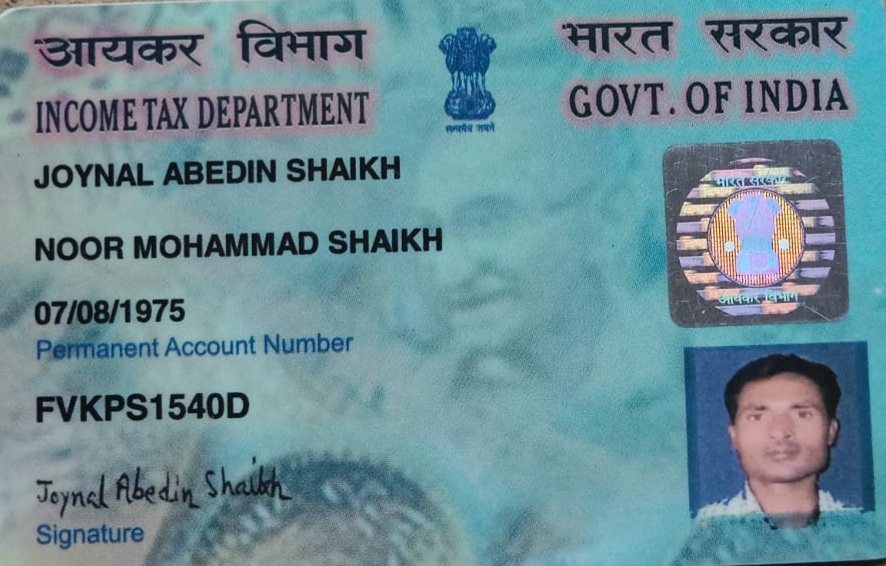 आयकर विभाग
भारत सरकार
INCOME TAX DEPARTMENT
GOVT. OF INDIA
सत्यमेव जयते
JOYNAL ABEDIN SHAIKH
NOOR MOHAMMAD SHAIKH
07/08/1975
Permanent Account Number
FVKPS1540D
Joynal Abedin Shaikh
Signature
भारत सरकार
आयकर विभाग